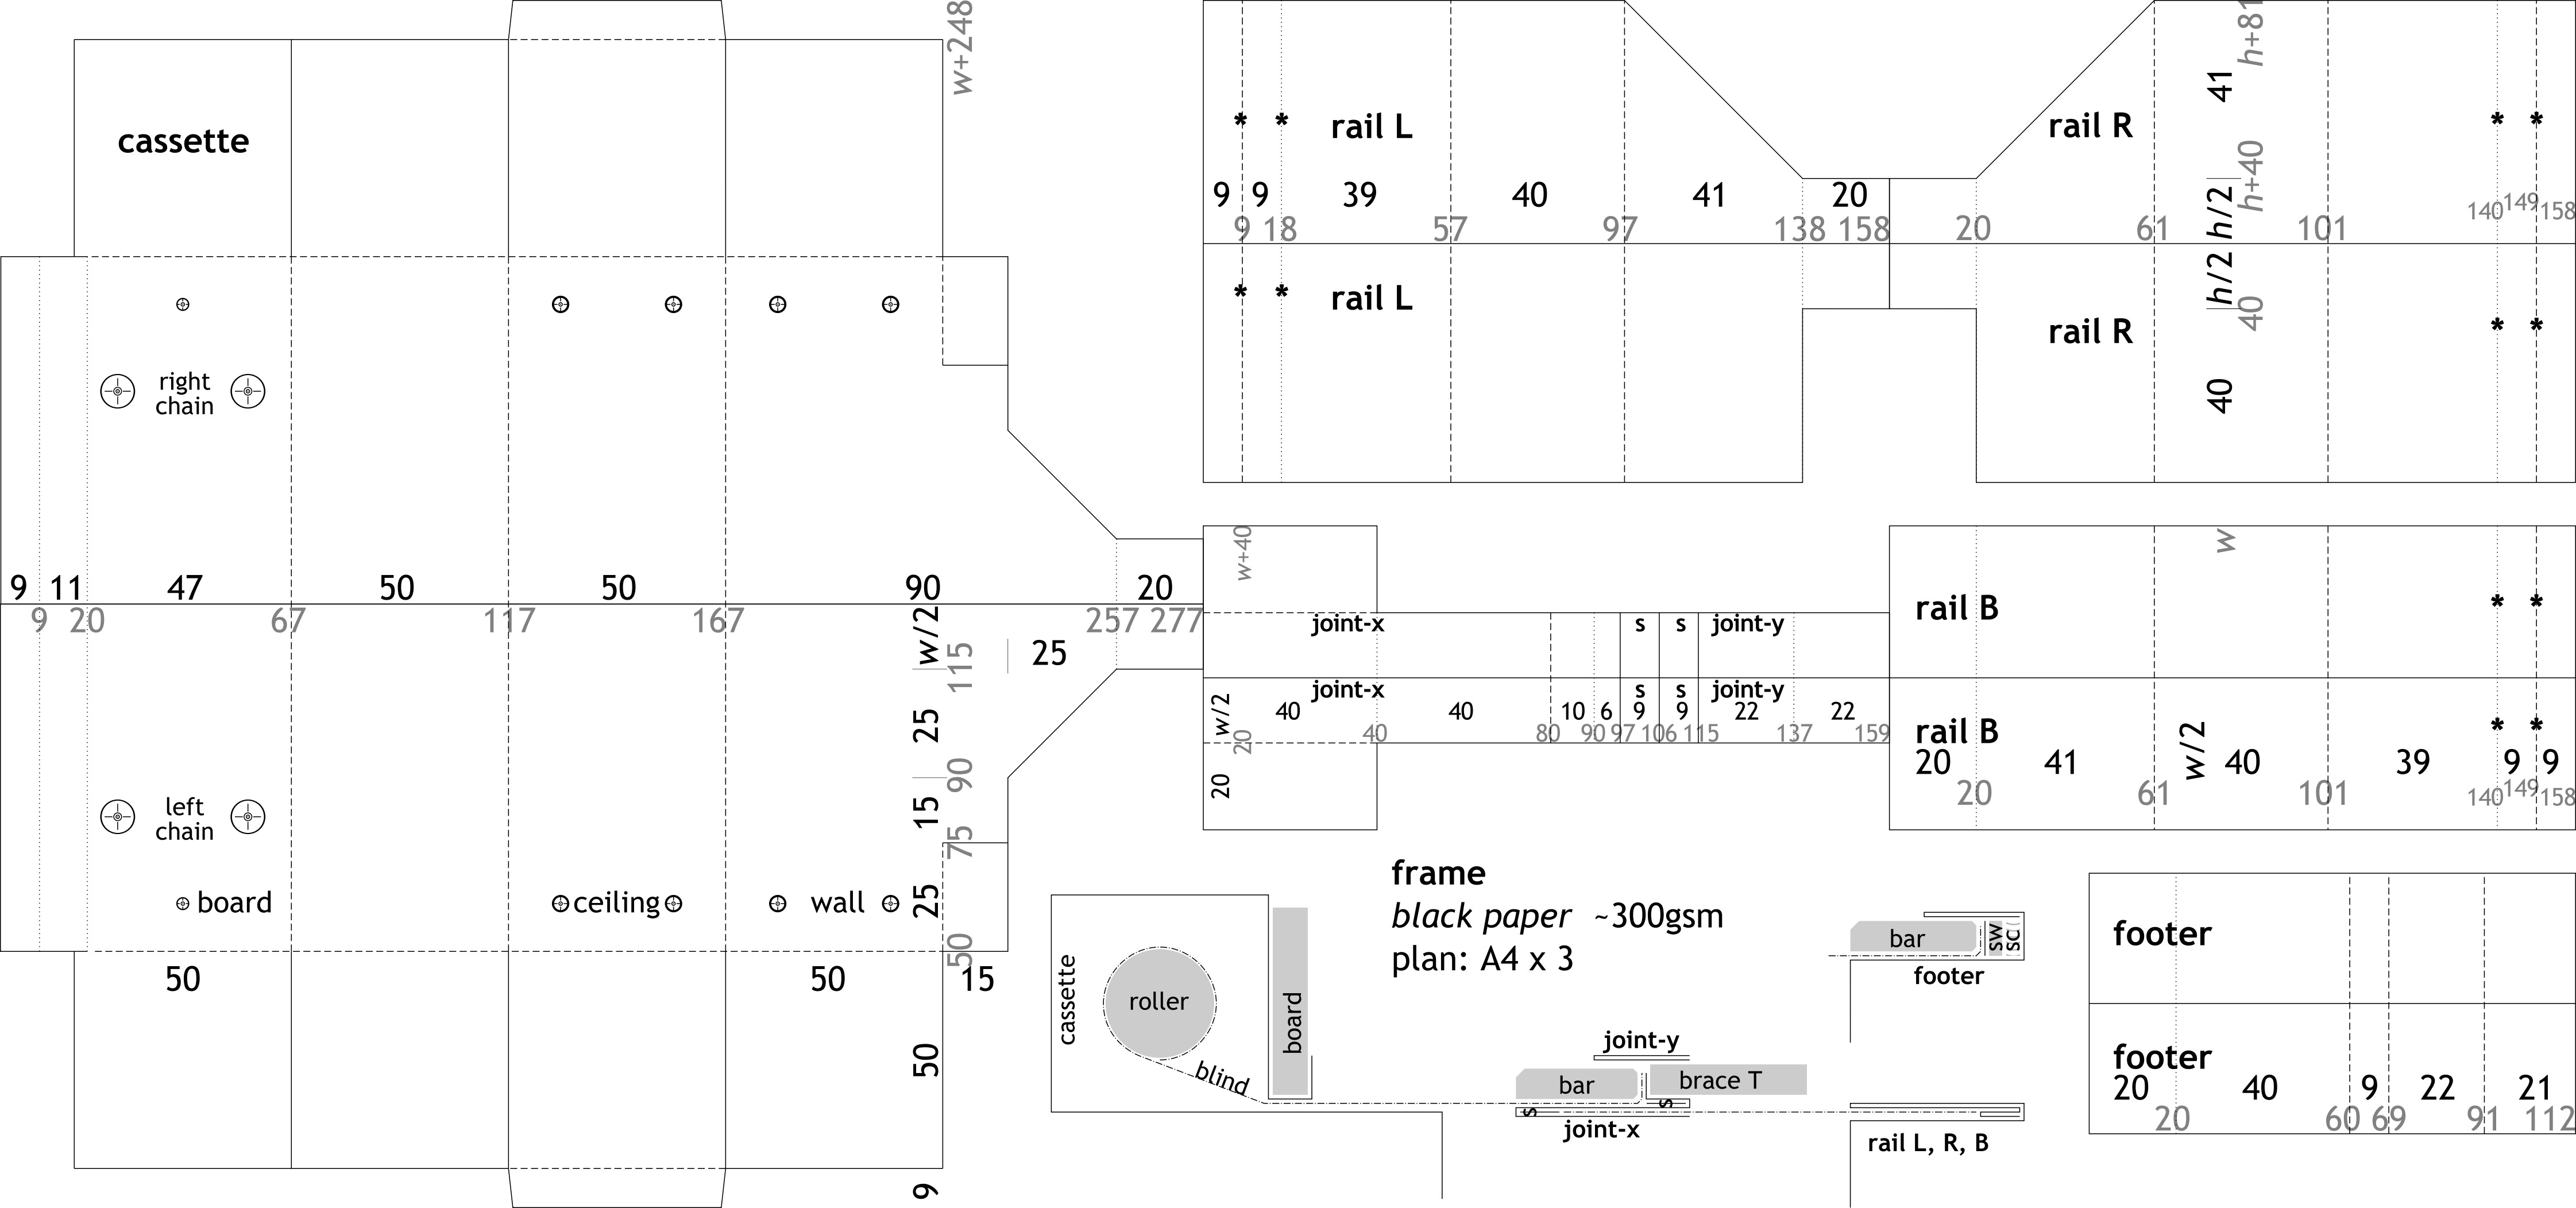 cassette
w+248
right
chain
9 11 47 50 50 90 20
9 20 67 117 167 257 277
w/2
115
25
25
90
15
75
25
50
left
chain
board
ceiling
wall
50 50 15
50
9
* * rail L
9 9 39 40 41 20
9 18 57 97 138 158
* * rail L
rail R * *
41
h+81
h+40
h/2 h/2
20 61 101 140 149 158
40
rail R * *
40
w+40
joint-x s s joint-y
joint-x s s joint-y
w/2
40 40 10 6 9 9 22 22
20
40 80 90 97 106 115 137 159
20
w
rail B * *
rail B * *
20 41 w/2 40 39 9 9
20 61 101 140 149 158
frame
black paper ~300gsm
plan: A4 x 3
cassette
roller
board
blind
joint-y
bar
brace T
s
s
joint-x
bar
sw
sc
footer
rail L, R, B
footer
footer
20 40 9 22 21
20 60 69 91 112